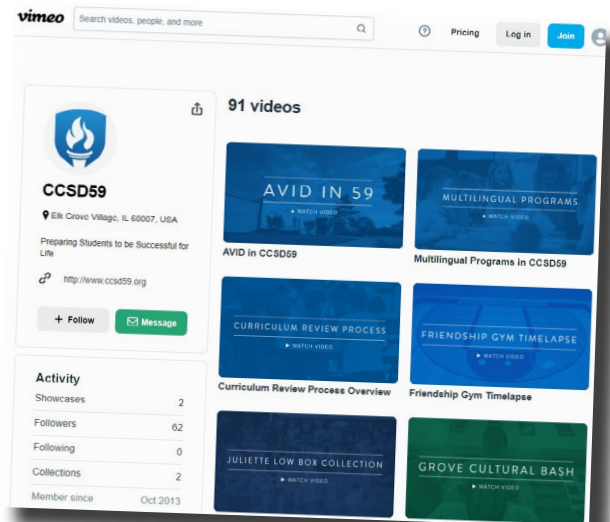 vimeo
Search videos, people, and more
Pricing
Log in
Join
91 videos
CCSD59
Elk Grove Village, IL 60007, USA
Preparing Students to be Successful for
Life
http://www.ccsd59.org
+ Follow
Message
Activity
Showcases 2
Followers 62
Following 0
Collections 2
Member since Oct 2013
AVID IN 59
WATCH VIDEO
AVID in CCSD59
MULTILINGUAL PROGRAMS
WATCH VIDEO
Multilingual Programs in CCSD59
CURRICULUM REVIEW PROCESS
WATCH VIDEO
Curriculum Review Process Overview
FRIENDSHIP GYM TIMELAPSE
WATCH VIDEO
Friendship Gym Timelapse
JULIETTE LOW BOX COLLECTION
WATCH VIDEO
GROVE CULTURAL BASH
WATCH VIDEO